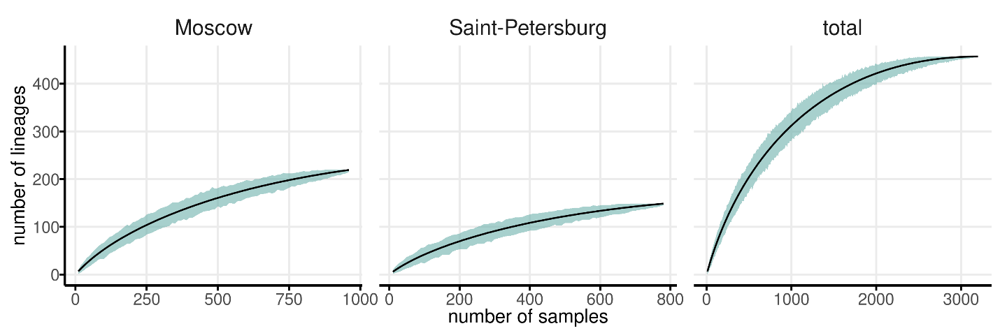 Moscow Saint-Petersburg total
number of lineages
400
300
200
100
0
0 250 500 750 1000 0 200 400 600 800 0 1000 2000 3000
number of samples